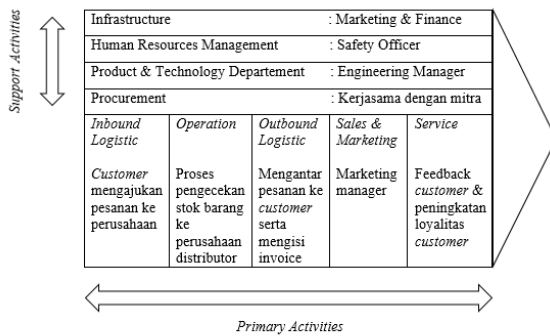 Support Activities
Infrastructure : Marketing & Finance
Human Resources Management : Safety Officer
Product & Technology Departement : Engineering Manager
Procurement : Kerjasama dengan mitra
Inbound
Logistic
Customer
mengajukan
pesanan ke
perusahaan
Operation
Proses
pengecekan
stok barang
ke
perusahaan
distributor
Outbound
Logistic
Mengantar
pesanan ke
customer
serta
mengisi
invoice
Sales &
Marketing
Marketing
manager
Service
Feedback
customer &
peningkatan
loyalitas
customer
Primary Activities